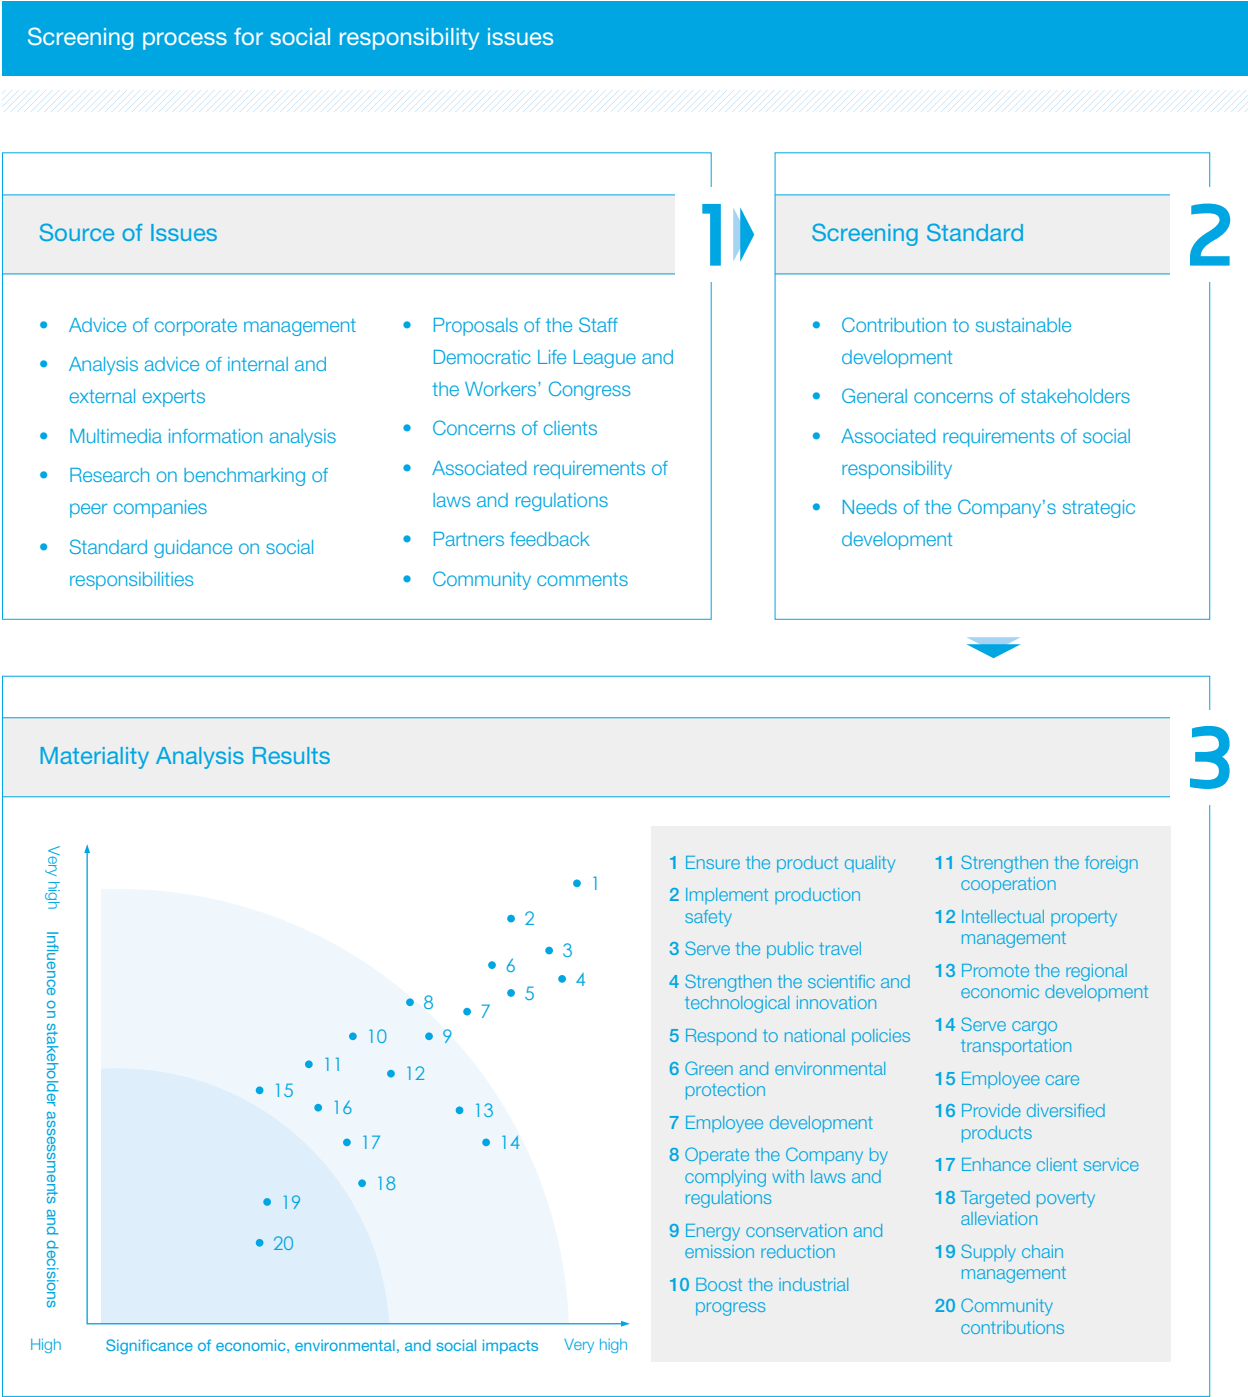 Screening process for social responsibility issues
Source of Issues
1
• Advice of corporate management
• Analysis advice of internal and
external experts
• Multimedia information analysis
• Research on benchmarking of
peer companies
• Standard guidance on social
responsibilities
• Proposals of the Staff
Democratic Life League and
the Workers’ Congress
• Concerns of clients
• Associated requirements of
laws and regulations
• Partners feedback
• Community comments
Screening Standard
2
• Contribution to sustainable
development
• General concerns of stakeholders
• Associated requirements of social
responsibility
• Needs of the Company’s strategic
development
Materiality Analysis Results
3
Very high
Influence on stakeholder assessments and decisions
1
2
3
4
5
6
7
8
9
10
11
12
13
14
15
16
17
18
19
20
High
Significance of economic, environmental, and social impacts
Very high
1 Ensure the product quality
2 Implement production
safety
3 Serve the public travel
4 Strengthen the scientific and
technological innovation
5 Respond to national policies
6 Green and environmental
protection
7 Employee development
8 Operate the Company by
complying with laws and
regulations
9 Energy conservation and
emission reduction
10 Boost the industrial
progress
11 Strengthen the foreign
cooperation
12 Intellectual property
management
13 Promote the regional
economic development
14 Serve cargo
transportation
15 Employee care
16 Provide diversified
products
17 Enhance client service
18 Targeted poverty
alleviation
19 Supply chain
management
20 Community
contributions